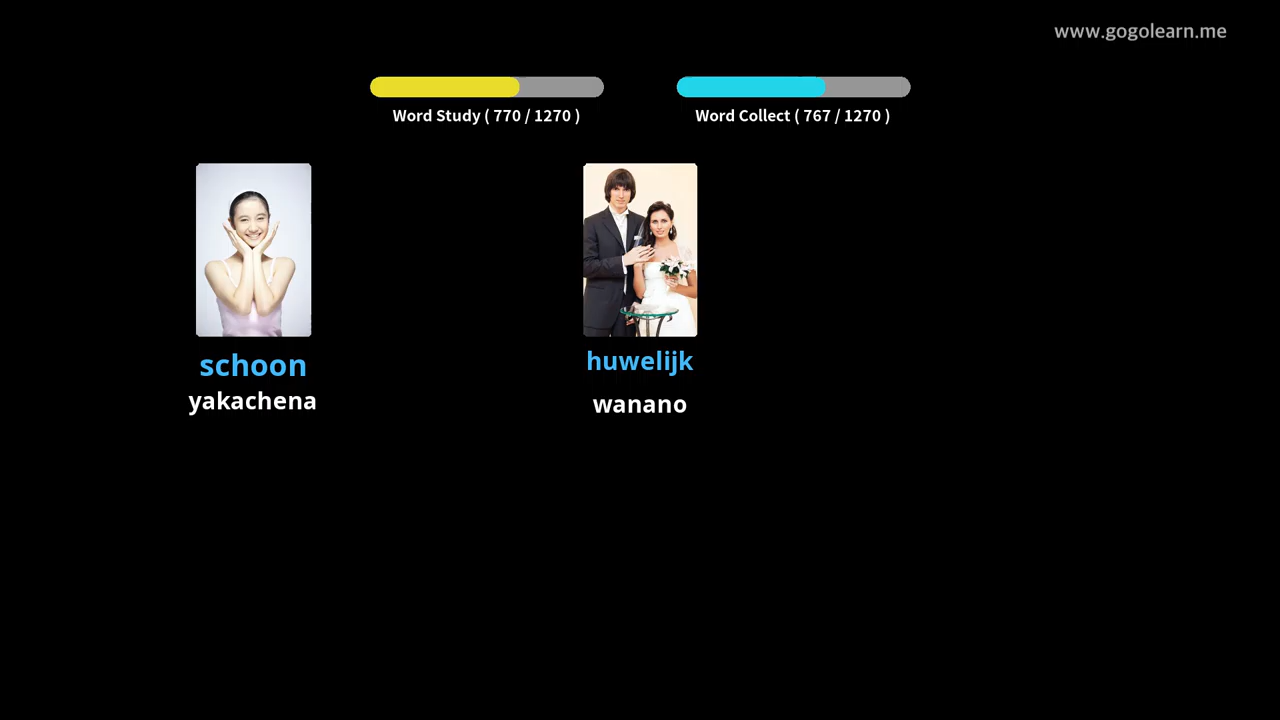 www.gogolearn.me
Word Study ( 770 / 1270 )
Word Collect ( 767 / 1270 )
schoon
yakachena
huwelijk
wanano